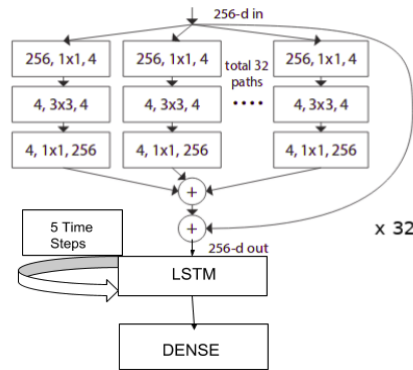 256-d in
256, 1x1, 4
256, 1x1, 4
256, 1x1, 4
total 32
paths
4, 3x3, 4
4, 3x3, 4
....
4, 3x3, 4
4, 1x1, 256
4, 1x1, 256
4, 1x1, 256
+
+
x 32
5 Time
Steps
256-d out
LSTM
DENSE